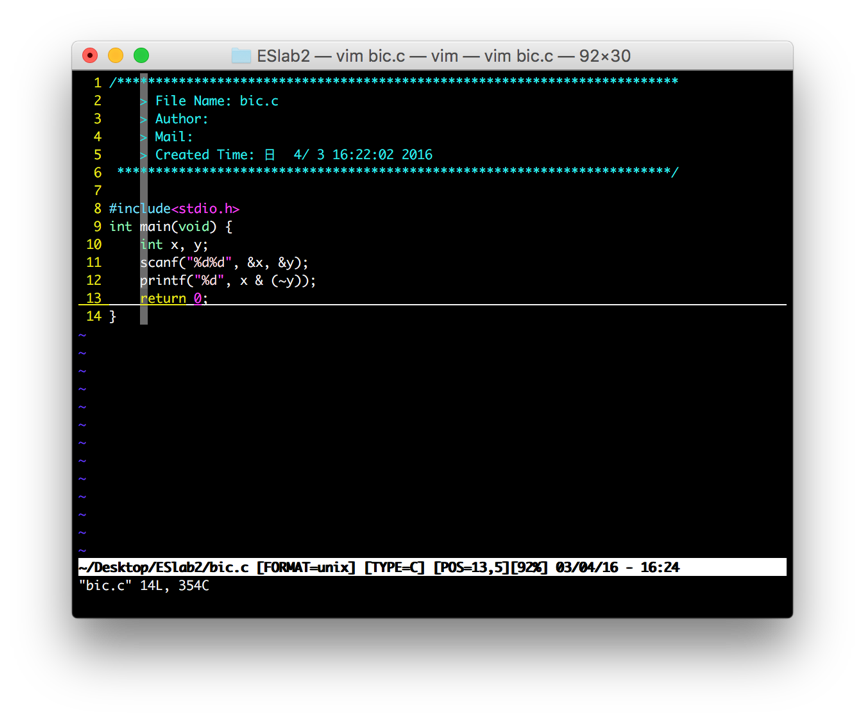 ESlab2 — vim bic.c — vim — vim bic.c — 92×30
1 /*************************************************************************
2     > File Name: bic.c
3     > Author:
4     > Mail:
5     > Created Time: 日  4/ 3 16:22:02 2016
6  ************************************************************************/
7
8 #include<stdio.h>
9 int main(void) {
10     int x, y;
11     scanf("%d%d", &x, &y);
12     printf("%d", x & (~y));
13     return 0;
14 }
~
~
~
~
~
~
~
~
~
~
~
~
~
~/Desktop/ESlab2/bic.c [FORMAT=unix] [TYPE=C] [POS=13,5][92%] 03/04/16 - 16:24
"bic.c" 14L, 354C